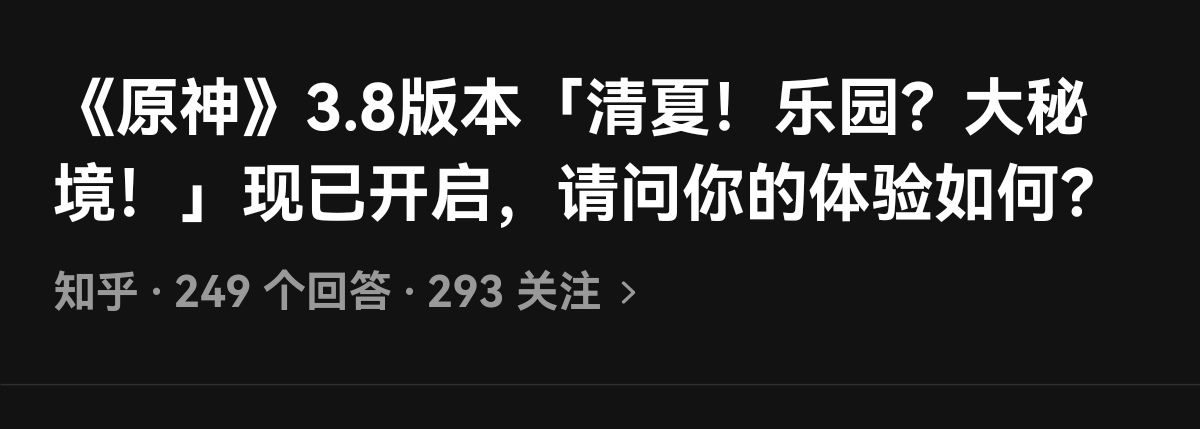 《原神》3.8版本「清夏！乐园？大秘
境！」现已开启，请问你的体验如何？
知乎 · 249 个回答 · 293 关注 >